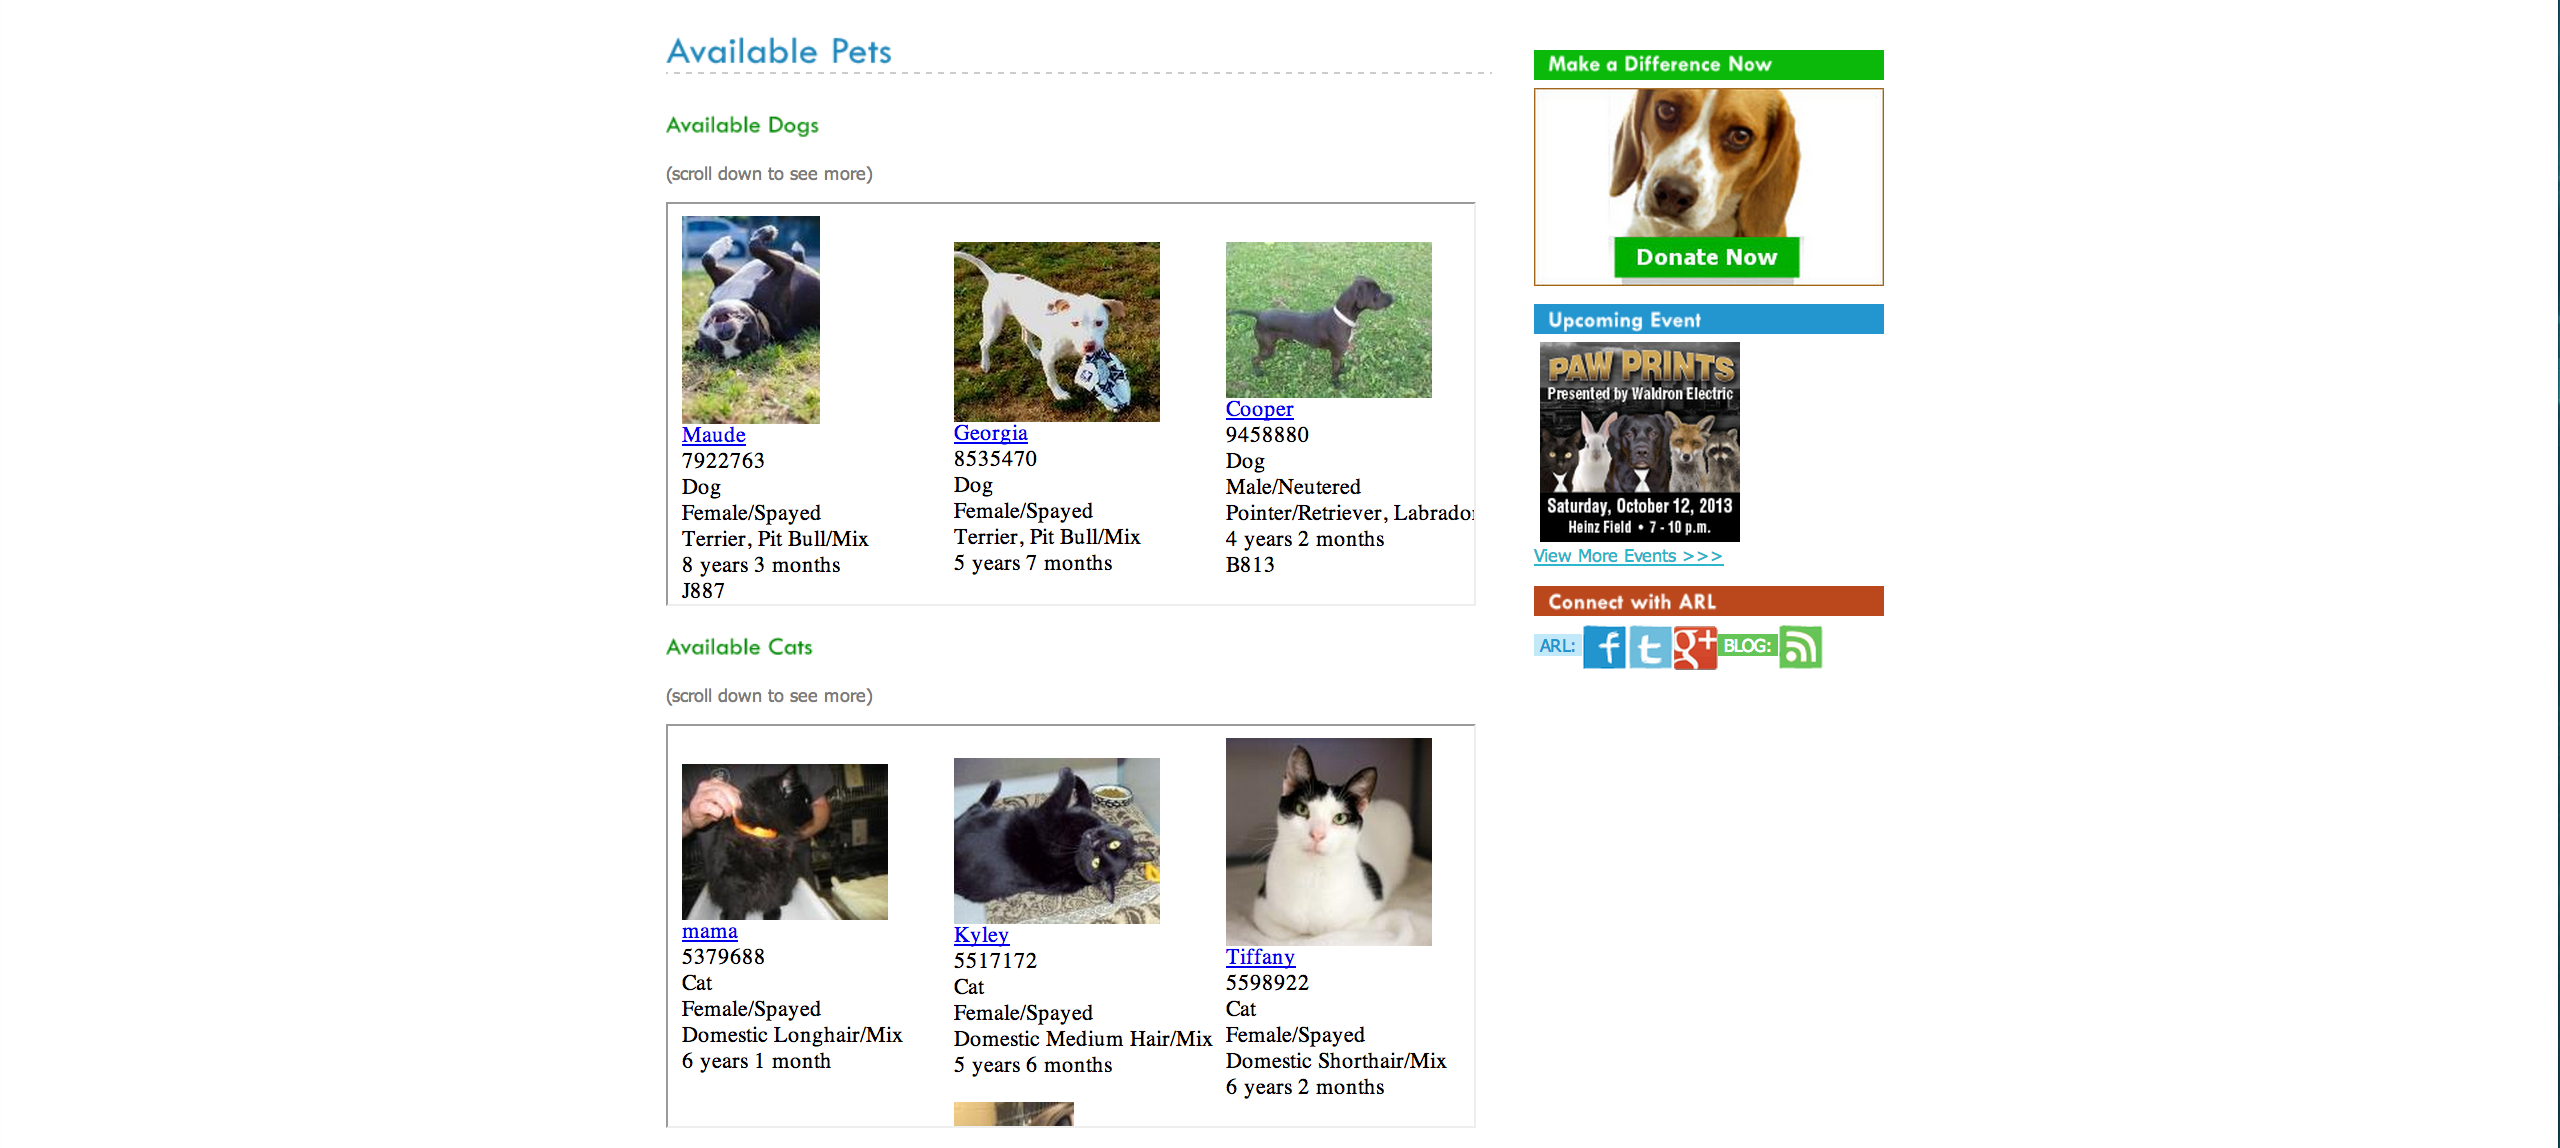 Available Pets
Available Dogs
(scroll down to see more)
Maude
7922763
Dog
Female/Spayed
Terrier, Pit Bull/Mix
8 years 3 months
J887
Georgia
8535470
Dog
Female/Spayed
Terrier, Pit Bull/Mix
5 years 7 months
Cooper
9458880
Dog
Male/Neutered
Pointer/Retriever, Labrador
4 years 2 months
B813
Available Cats
(scroll down to see more)
mama
5379688
Cat
Female/Spayed
Domestic Longhair/Mix
6 years 1 month
Kyley
5517172
Cat
Female/Spayed
Domestic Medium Hair/Mix
5 years 6 months
Tiffany
5598922
Cat
Female/Spayed
Domestic Shorthair/Mix
6 years 2 months
Make a Difference Now
Donate Now
Upcoming Event
PAW PRINTS
Presented by Waldron Electric
Saturday, October 12, 2013
Heinz Field • 7 - 10 p.m.
View More Events >>>
Connect with ARL
ARL: f t g+ BLOG: